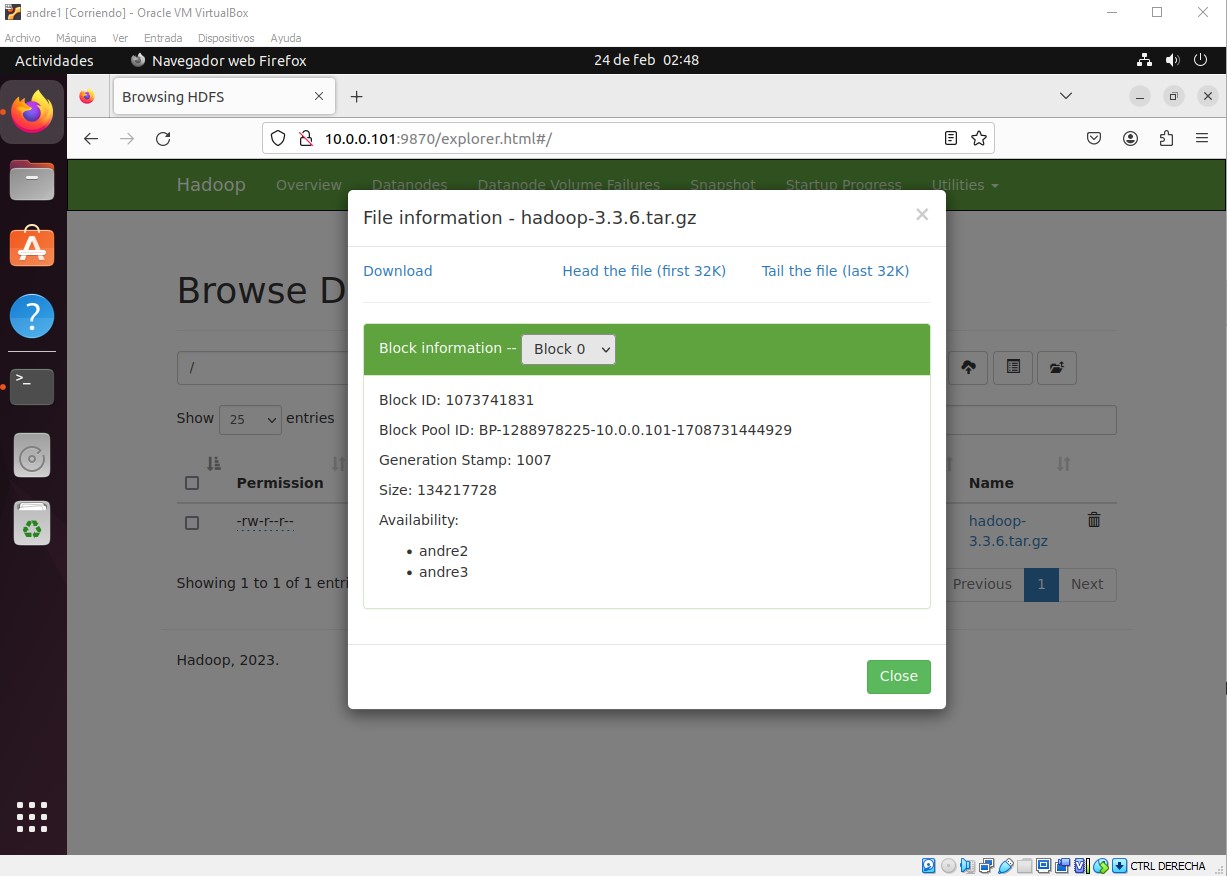 andre1 [Corriendo] - Oracle VM VirtualBox
Archivo Máquina Ver Entrada Dispositivos Ayuda
Actividades Navegador web Firefox 24 de feb 02:48
Browsing HDFS
10.0.0.101:9870/explorer.html#/
Hadoop Overview Datanodes Datanode Volume Failures Snapshot Startup Progress Utilities
File information - hadoop-3.3.6.tar.gz ×
Download Head the file (first 32K) Tail the file (last 32K)
Browse D
Block information -- Block 0
/
Block ID: 1073741831
Show 25 entries
Block Pool ID: BP-1288978225-10.0.0.101-1708731444929
Generation Stamp: 1007
Permission Name
Size: 134217728
Availability:
-rw-r--r-- hadoop-
3.3.6.tar.gz
andre2
andre3
Showing 1 to 1 of 1 entri
Previous 1 Next
Hadoop, 2023.
Close
CTRL DERECHA